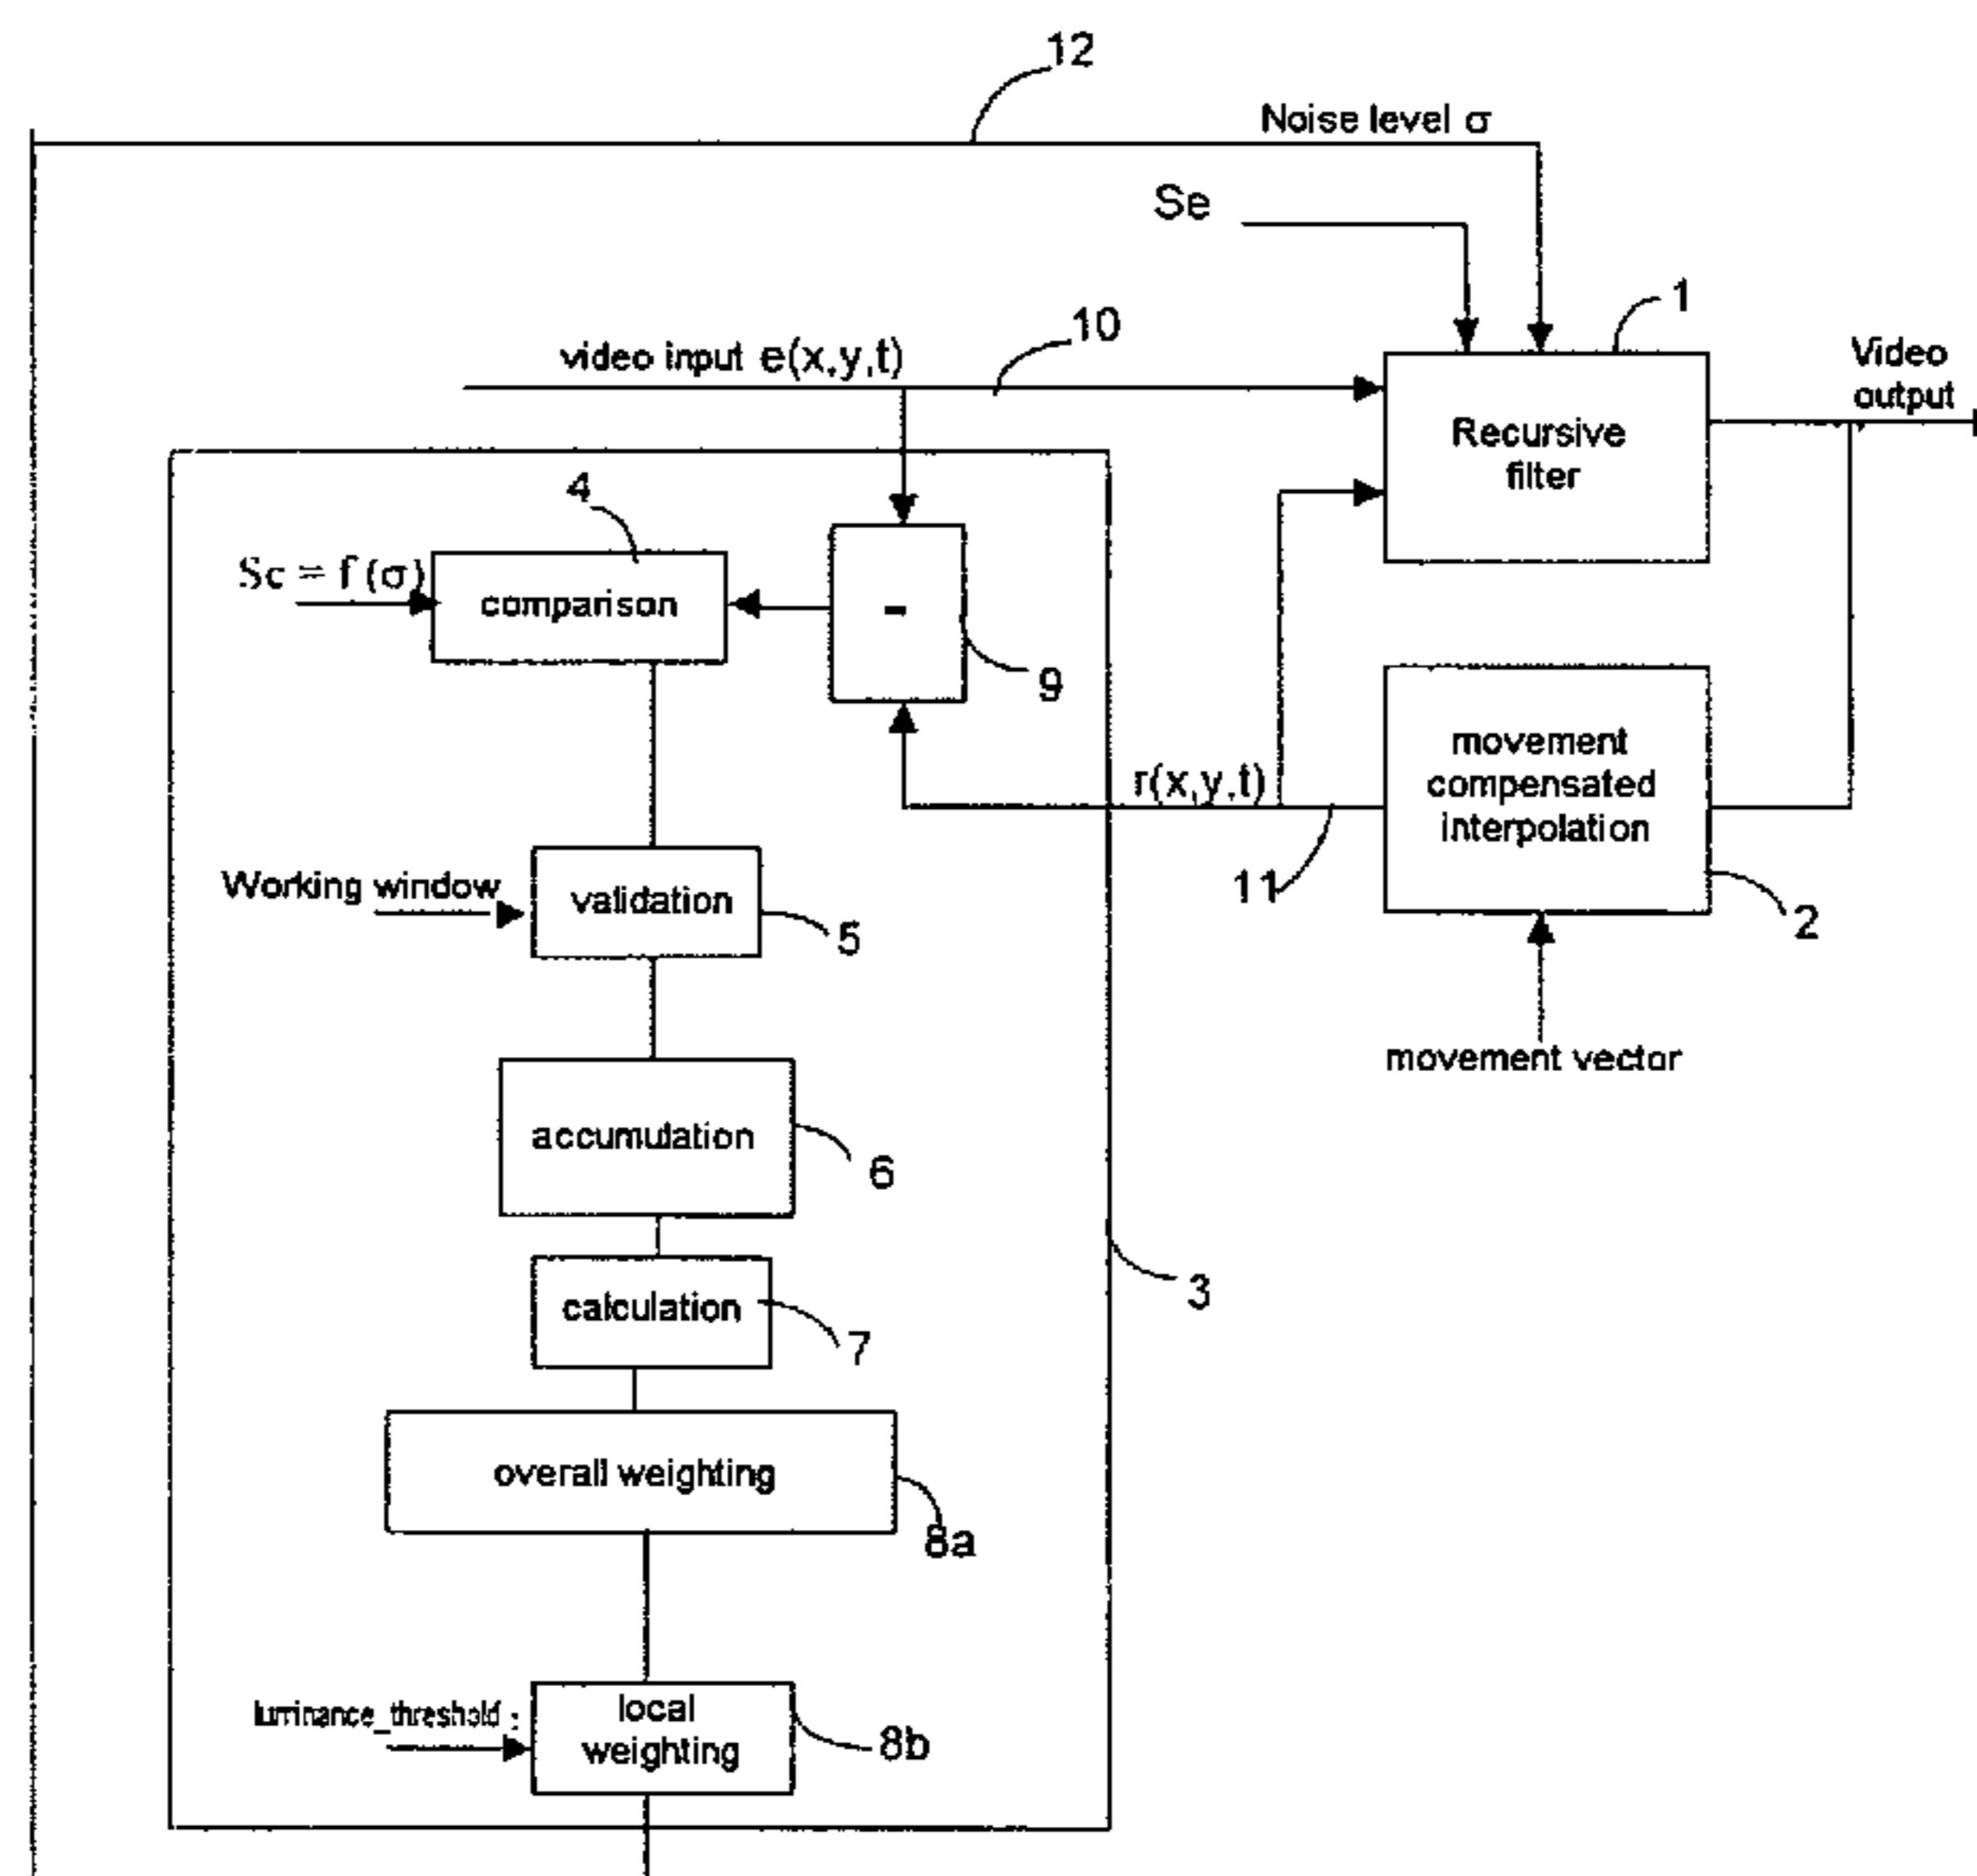 12
Noise level σ
Se
1
10
video input e(x,y,t)
Video
output
Recursive
filter
4
Sc = f (σ)
comparison
-
9
movement
compensated
interpolation
r(x,y,t)
11
2
Working window
validation
5
movement vector
accumulation
6
3
calculation
7
overall weighting
8a
luminance_threshold :
local
weighting
8b